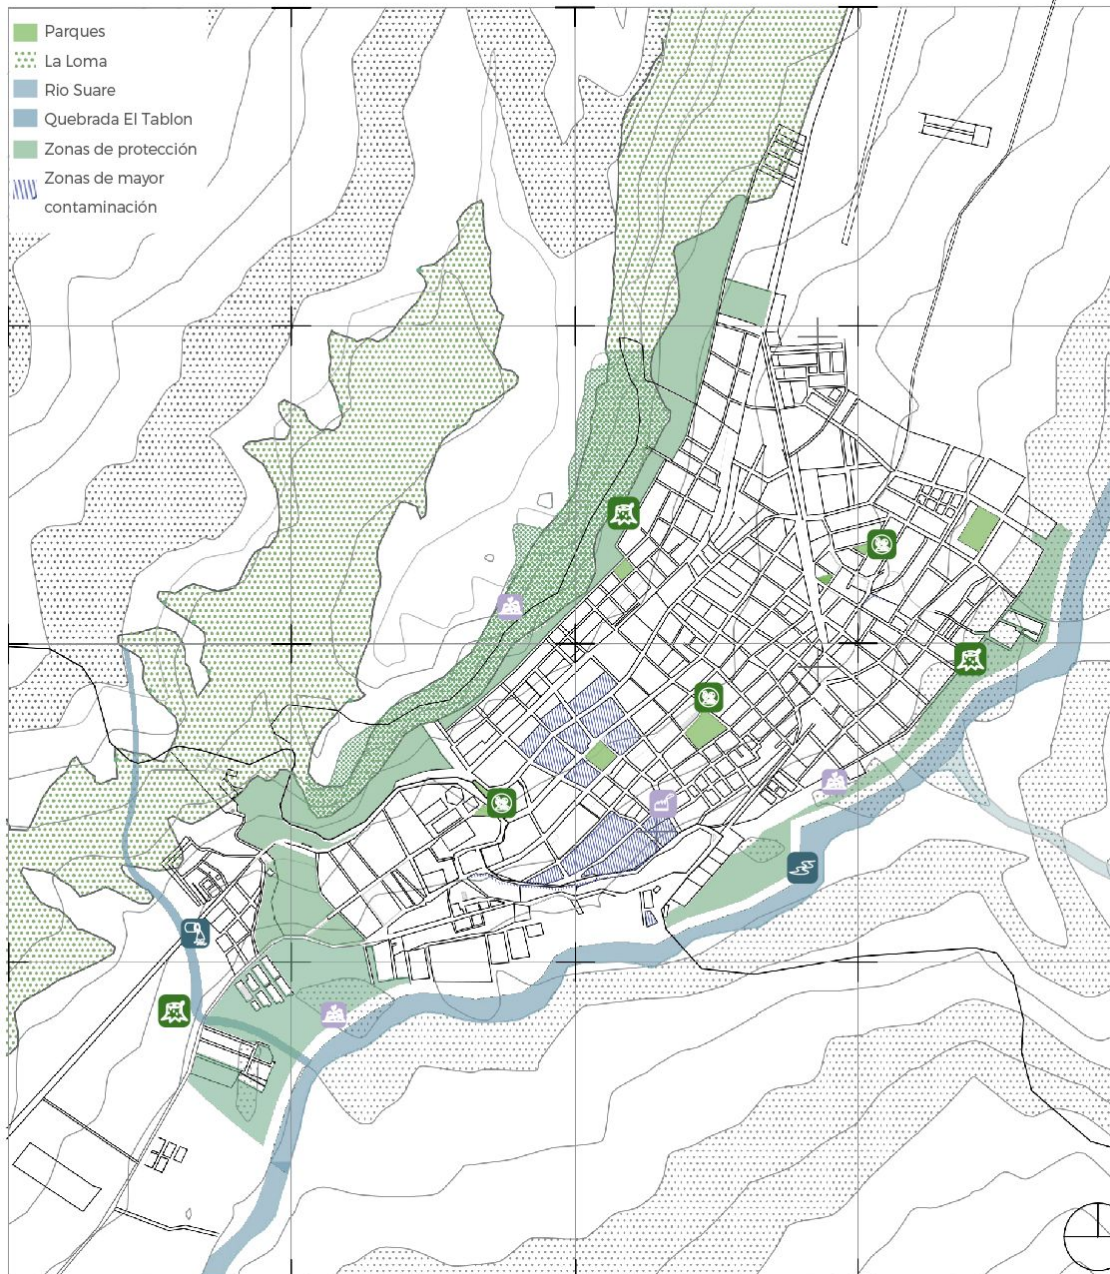 Parques
La Loma
Rio Suare
Quebrada El Tablon
Zonas de protección
Zonas de mayor
contaminación